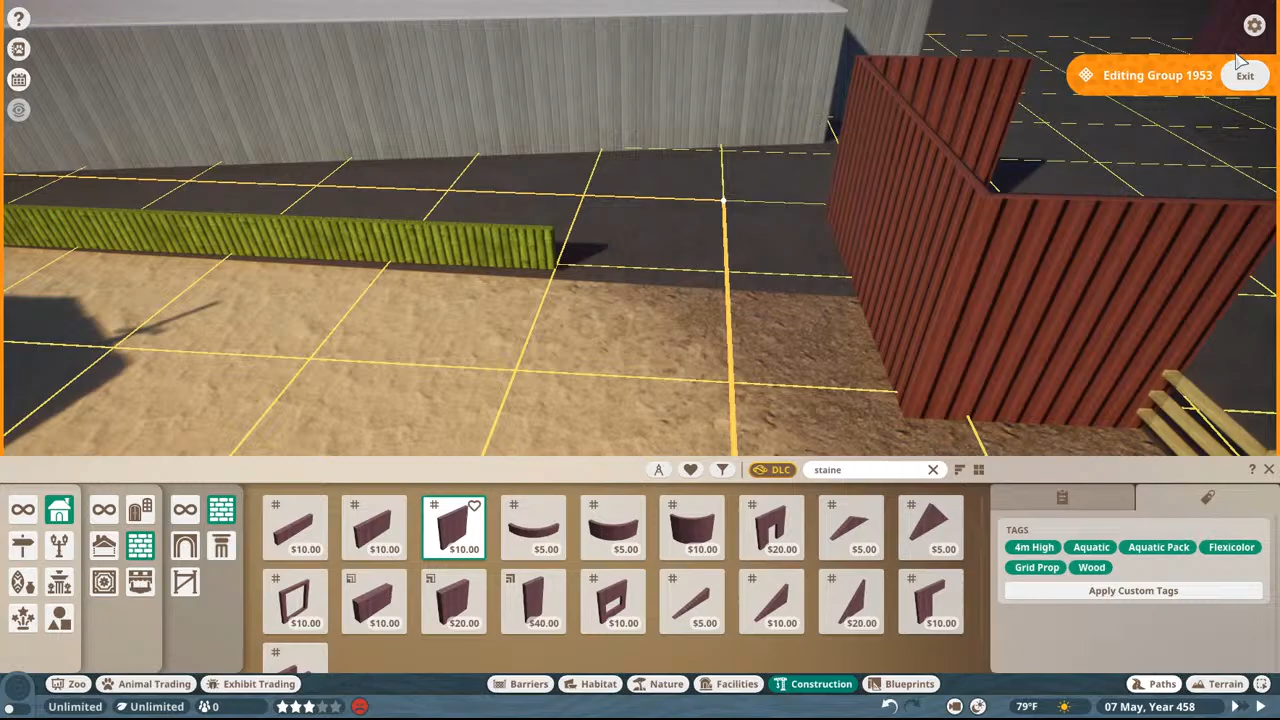 Editing Group 1953 Exit
DLC staine
$10.00 $10.00 $10.00 $5.00 $5.00 $10.00 $20.00 $5.00 $5.00
$10.00 $10.00 $20.00 $40.00 $10.00 $5.00 $10.00 $20.00 $10.00
TAGS
4m High Aquatic Aquatic Pack Flexicolor
Grid Prop Wood
Apply Custom Tags
Zoo Animal Trading Exhibit Trading Barriers Habitat Nature Facilities Construction Blueprints Paths Terrain
Unlimited Unlimited 0 79°F 07 May, Year 458